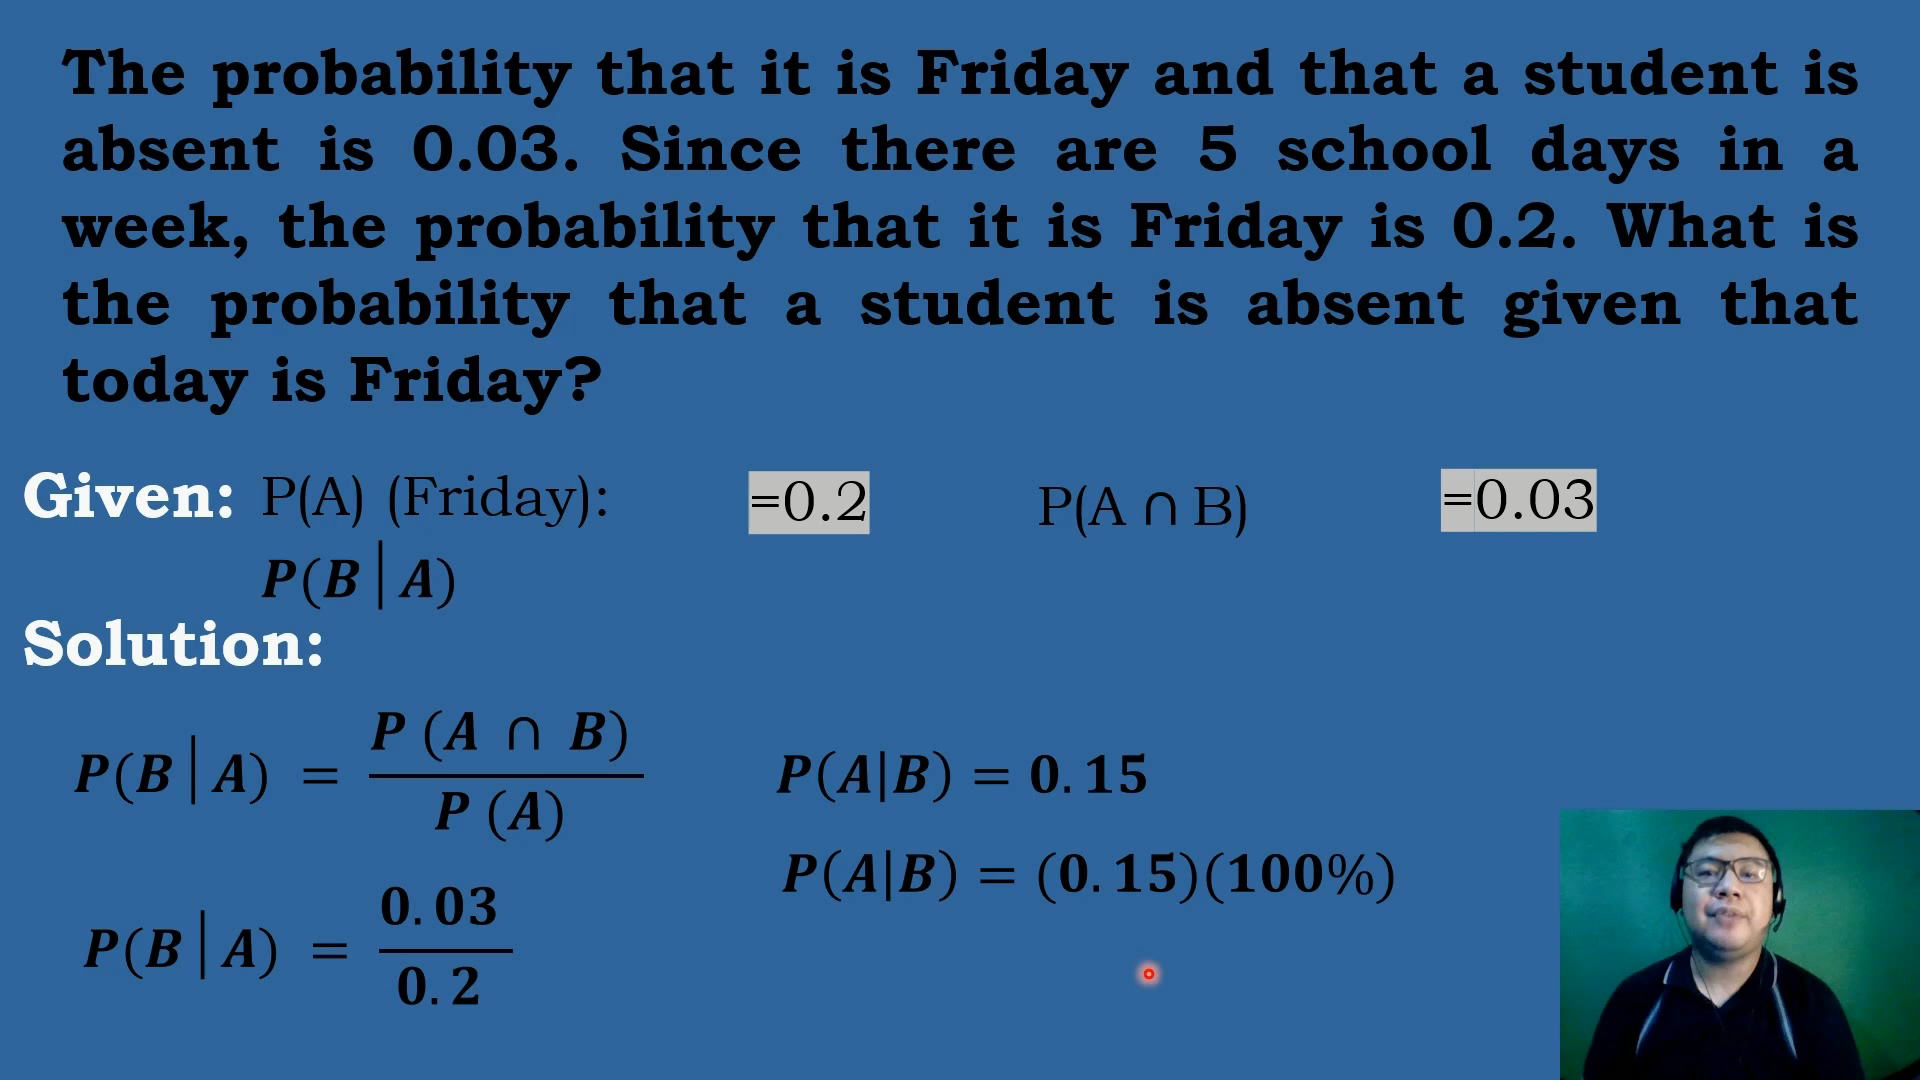 The probability that it is Friday and that a student is
absent is 0.03. Since there are 5 school days in a
week, the probability that it is Friday is 0.2. What is
the probability that a student is absent given that
today is Friday?
Given: P(A) (Friday): =0.2 P(A ∩ B) =0.03
P(B|A)
Solution:
P(B|A) = P (A ∩ B) / P (A)
P(A|B) = 0.15
P(A|B) = (0.15)(100%)
P(B|A) = 0.03 / 0.2